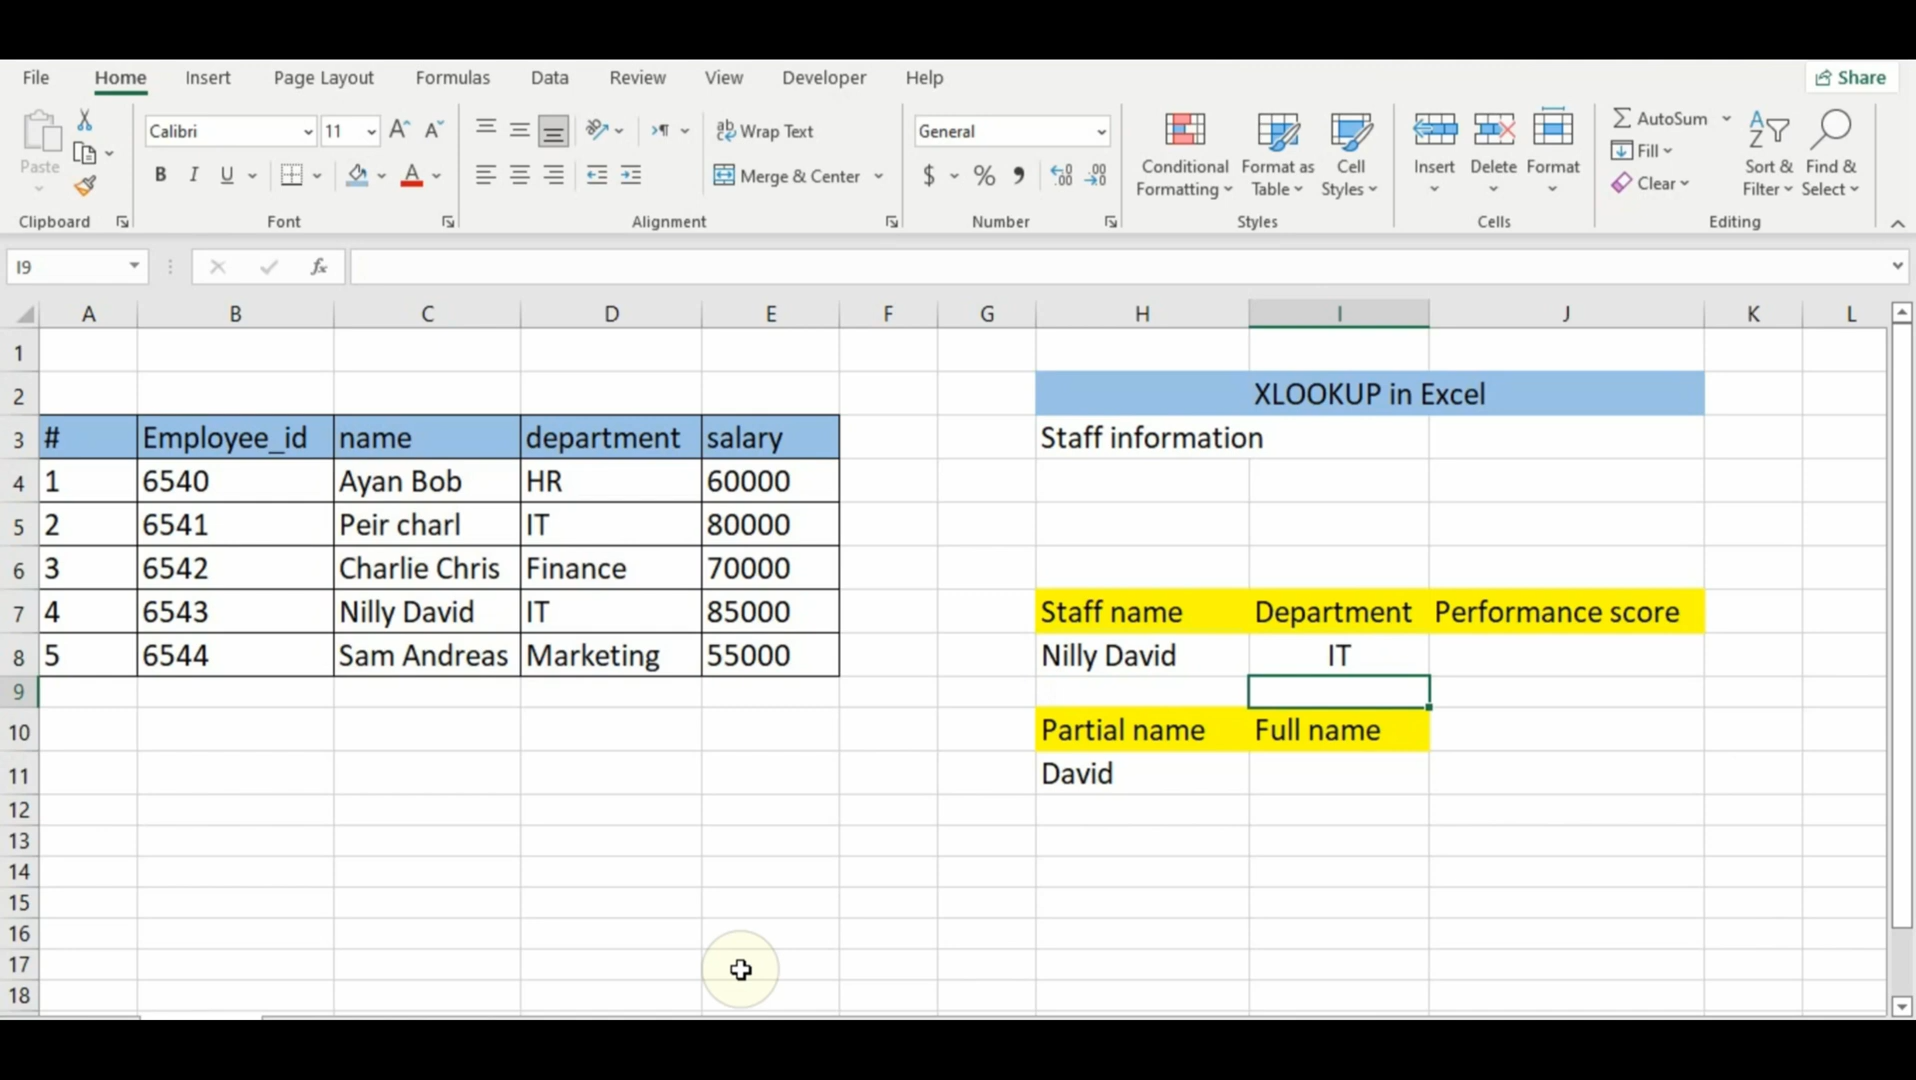 File Home Insert Page Layout Formulas Data Review View Developer Help Share
Calibri 11 Wrap Text General AutoSum
Paste B I U Merge & Center $ % Conditional Formatting Format as Table Cell Styles Insert Delete Format Fill Clear Sort & Filter Find & Select
Clipboard Font Alignment Number Styles Cells Editing
I9 fx
A B C D E F G H I J K L
1
2 XLOOKUP in Excel
3 # Employee_id name department salary Staff information
4 1 6540 Ayan Bob HR 60000
5 2 6541 Peir charl IT 80000
6 3 6542 Charlie Chris Finance 70000
7 4 6543 Nilly David IT 85000 Staff name Department Performance score
8 5 6544 Sam Andreas Marketing 55000 Nilly David IT
9
10 Partial name Full name
11 David
12
13
14
15
16
17
18